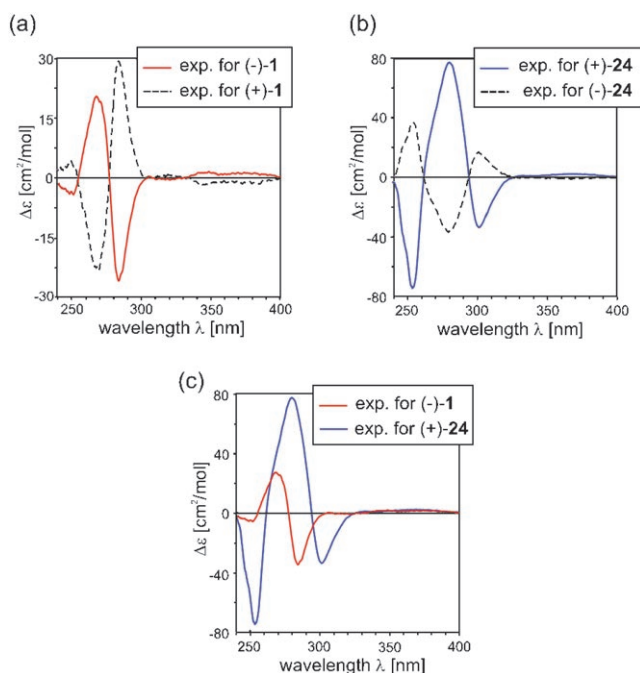 (a)
30
15
0
-15
-30
Δε [cm²/mol]
exp. for (-)-1
exp. for (+)-1
250
300
350
400
wavelength λ [nm]
(b)
80
40
0
-40
-80
Δε [cm²/mol]
exp. for (+)-24
exp. for (-)-24
250
300
350
400
wavelength λ [nm]
(c)
80
40
0
-40
-80
Δε [cm²/mol]
exp. for (-)-1
exp. for (+)-24
250
300
350
400
wavelength λ [nm]